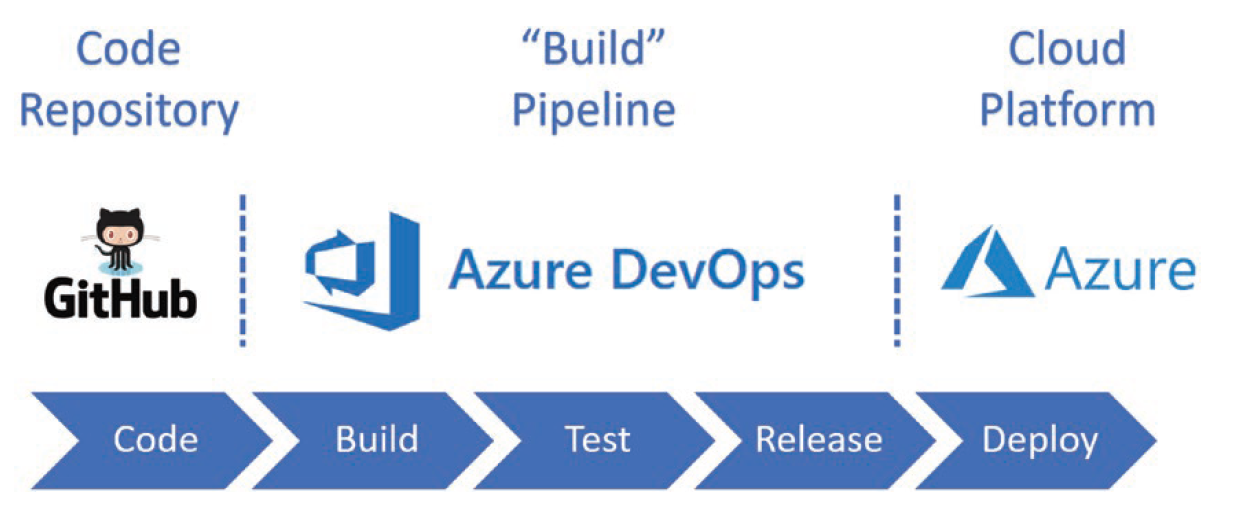 Code
Repository
“Build”
Pipeline
Cloud
Platform
GitHub
Azure DevOps
Azure
Code
Build
Test
Release
Deploy